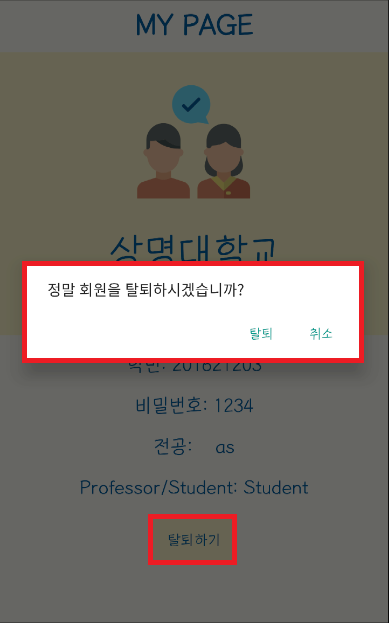 MY PAGE
상명대학교
정말 회원을 탈퇴하시겠습니까?
탈퇴 취소
학번: 201621203
비밀번호: 1234
전공: as
Professor/Student: Student
탈퇴하기